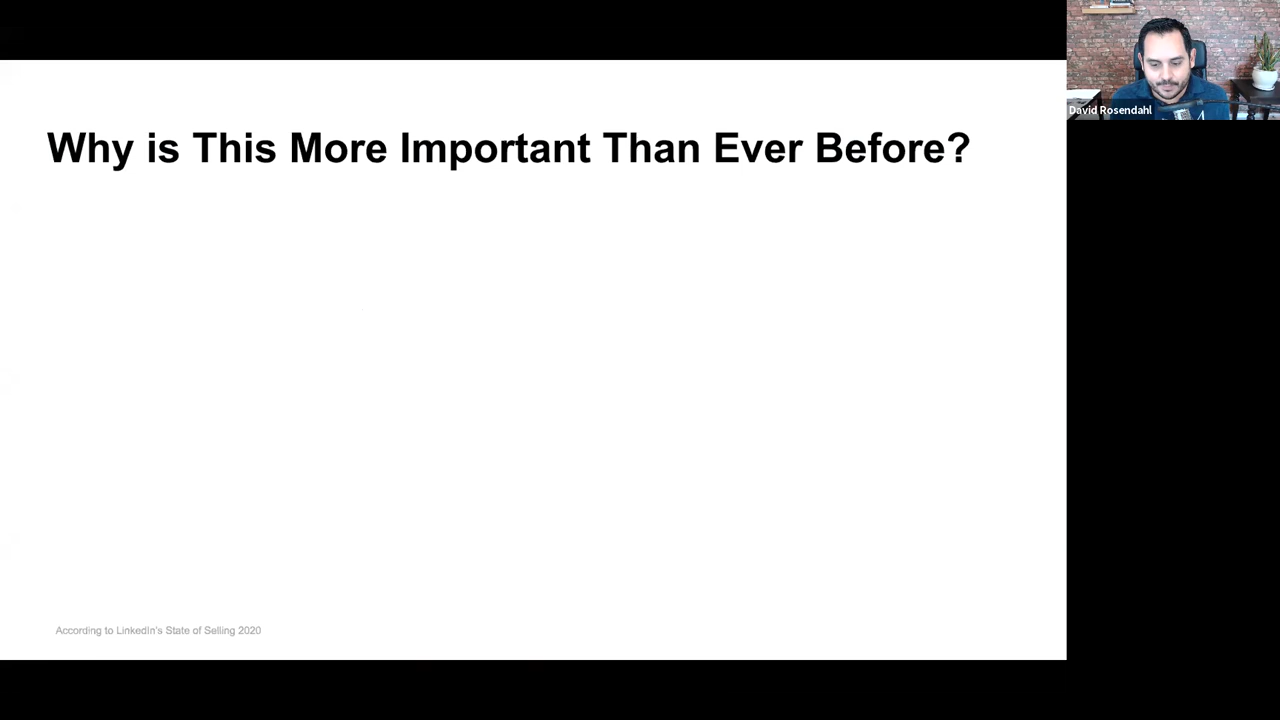 Why is This More Important Than Ever Before?
According to LinkedIn's State of Selling 2020
David Rosendahl